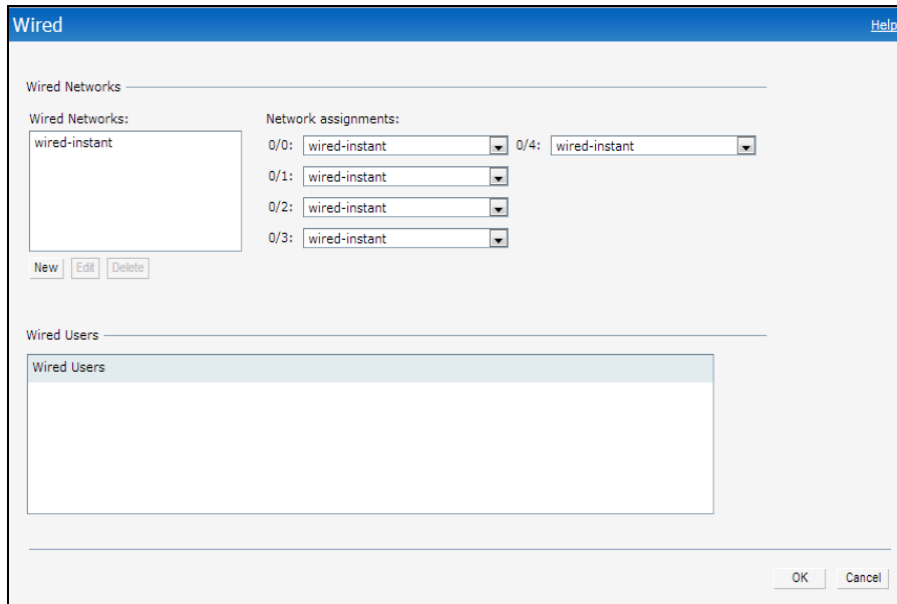 Wired Help
Wired Networks
Wired Networks: Network assignments:
wired-instant
0/0: wired-instant 0/4: wired-instant
0/1: wired-instant
0/2: wired-instant
0/3: wired-instant
New Edit Delete
Wired Users
Wired Users
OK Cancel